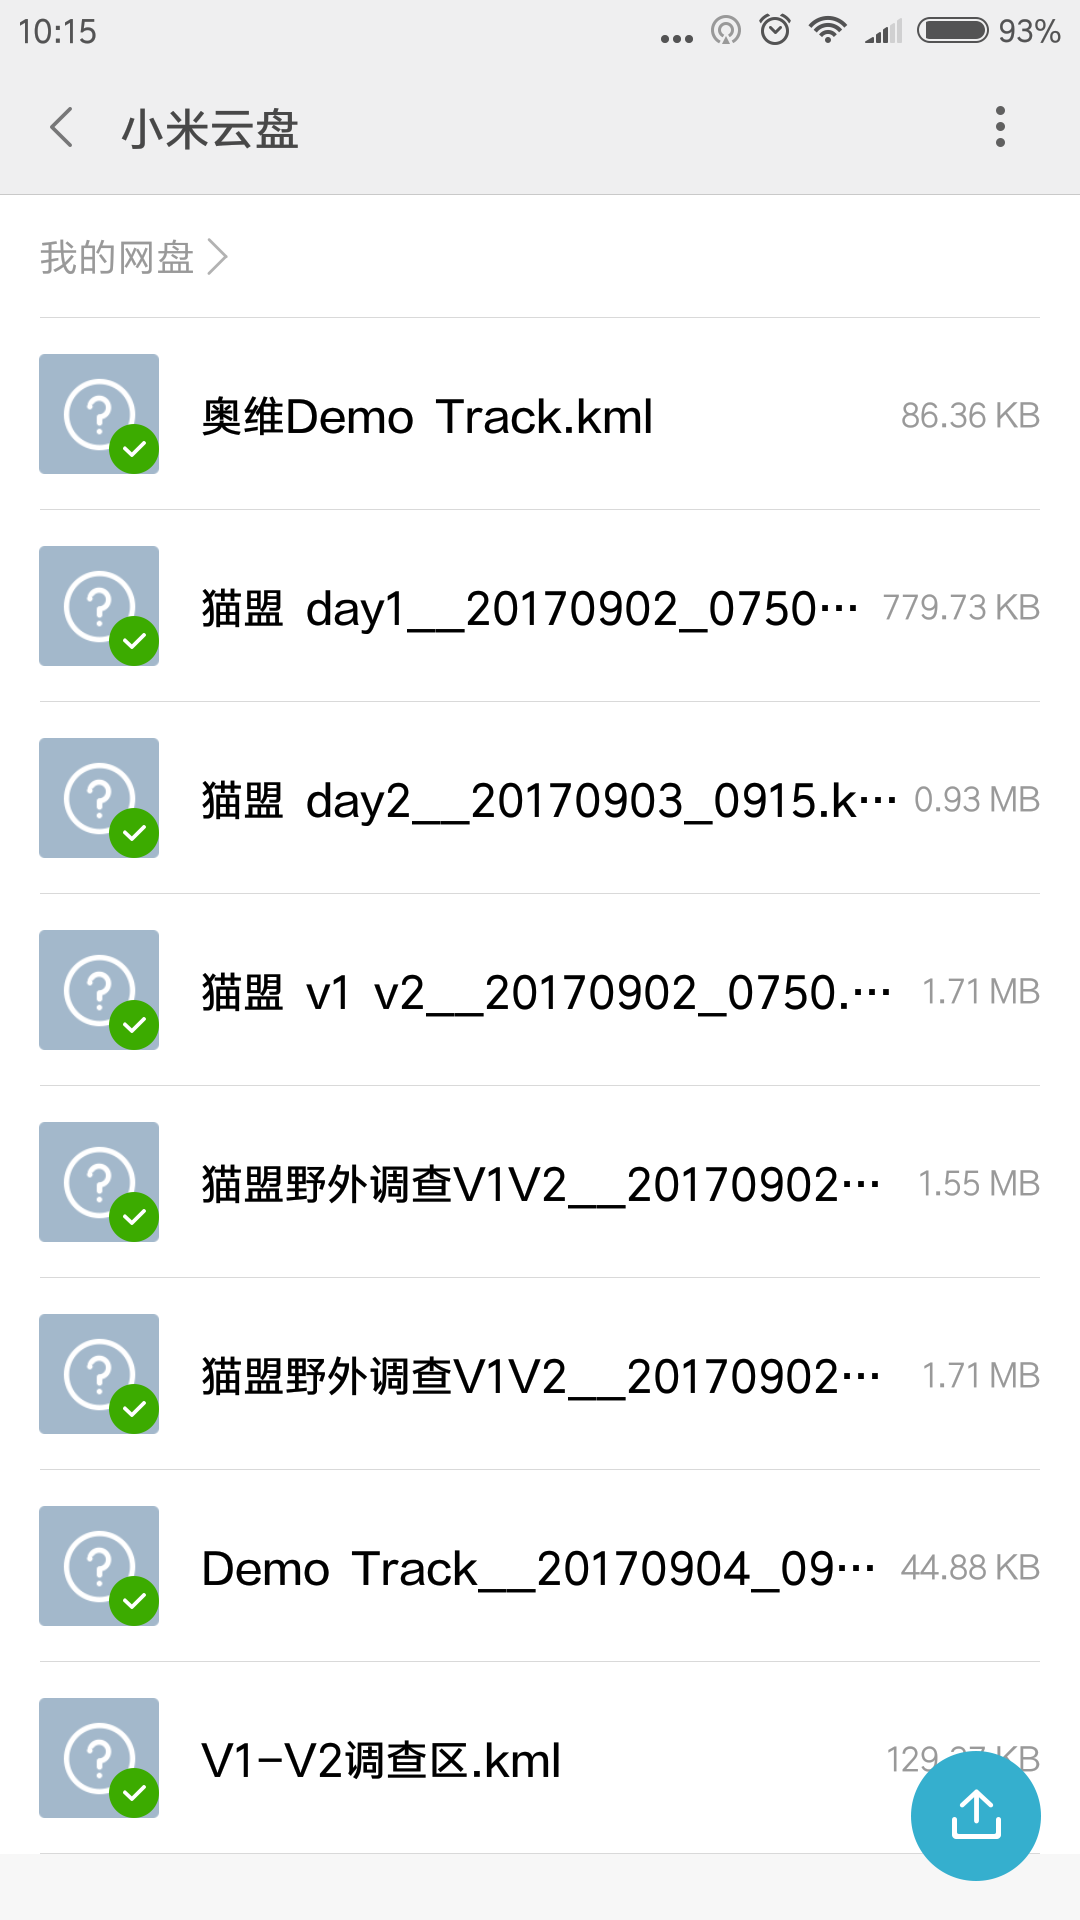 10:15
93%
小米云盘
我的网盘
奥维Demo Track.kml
86.36 KB
猫盟 day1__20170902_0750…
779.73 KB
猫盟 day2__20170903_0915.k…
0.93 MB
猫盟 v1 v2__20170902_0750.…
1.71 MB
猫盟野外调查V1V2__20170902…
1.55 MB
猫盟野外调查V1V2__20170902…
1.71 MB
Demo Track__20170904_09…
44.88 KB
V1-V2调查区.kml
KB